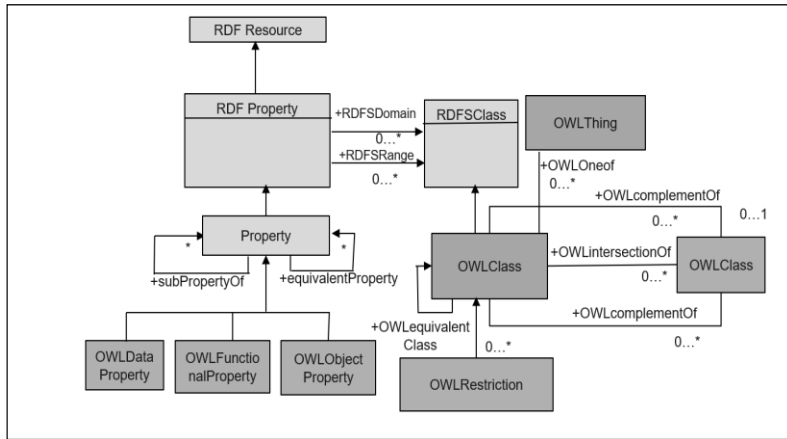 RDF Resource
RDF Property
+RDFSDomain
0...*
+RDFSRange
0...*
RDFSClass
OWLThing
+OWLOneof
0...*
+OWLcomplementOf
0...*
0...1
Property
*
*
+subPropertyOf
+equivalentProperty
OWLClass
+OWLintersectionOf
0...*
OWLClass
+OWLcomplementOf
0...*
+OWLequivalent
Class
0...*
OWLData
Property
OWLFunctio
nalProperty
OWLObject
Property
OWLRestriction